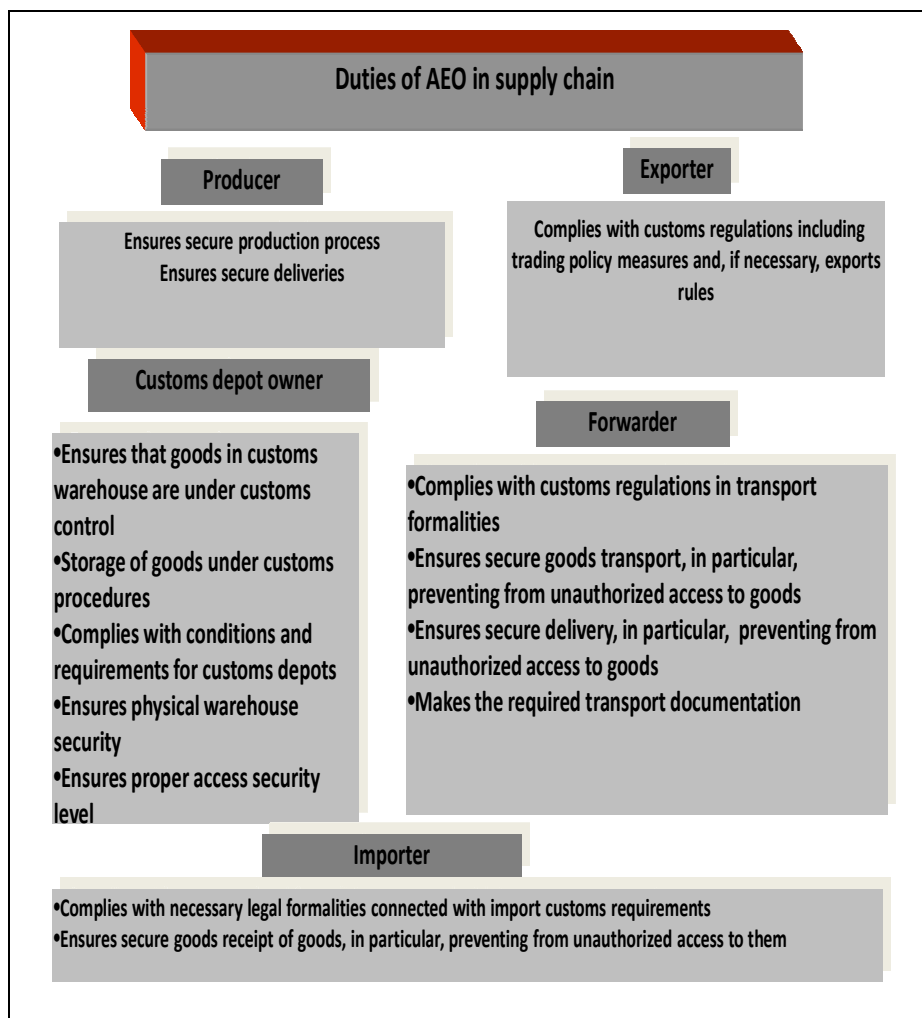 Duties of AEO in supply chain
Producer
Ensures secure production process
Ensures secure deliveries
Exporter
Complies with customs regulations including
trading policy measures and, if necessary, exports
rules
Customs depot owner
•Ensures that goods in customs
warehouse are under customs
control
•Storage of goods under customs
procedures
•Complies with conditions and
requirements for customs depots
•Ensures physical warehouse
security
•Ensures proper access security
level
Forwarder
•Complies with customs regulations in transport
formalities
•Ensures secure goods transport, in particular,
preventing from unauthorized access to goods
•Ensures secure delivery, in particular, preventing from
unauthorized access to goods
•Makes the required transport documentation
Importer
•Complies with necessary legal formalities connected with import customs requirements
•Ensures secure goods receipt of goods, in particular, preventing from unauthorized access to them